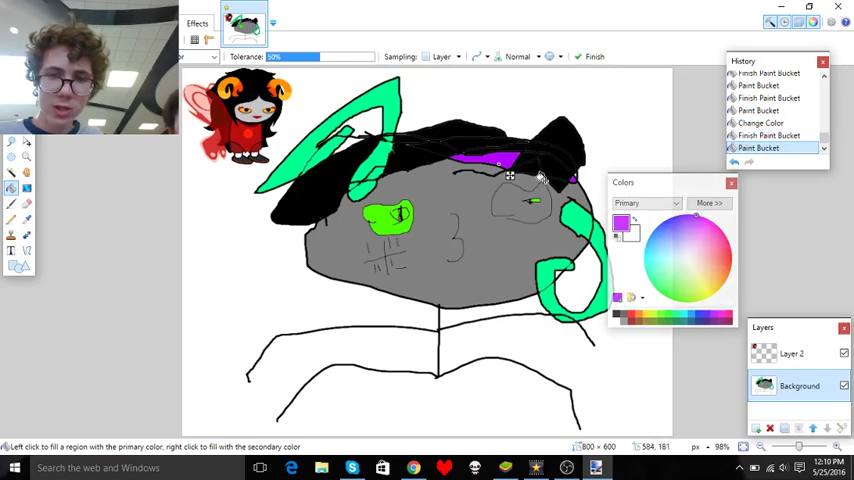 Effects
Tolerance: 50% Sampling: Layer Normal Finish
History
Finish Paint Bucket
Paint Bucket
Finish Paint Bucket
Paint Bucket
Change Color
Finish Paint Bucket
Paint Bucket
Colors
Primary More >>
Layers
Layer 2
Background
3
Left click to fill a region with the primary color, right click to fill with the secondary color 800 × 600 584, 181 px 98%
Search the web and Windows
12:10 PM
5/25/2016